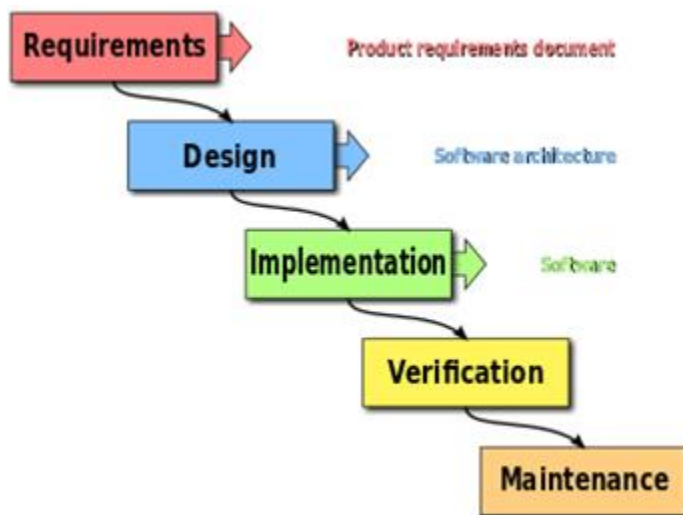 Requirements
Product requirements document
Design
Software architecture
Implementation
Software
Verification
Maintenance